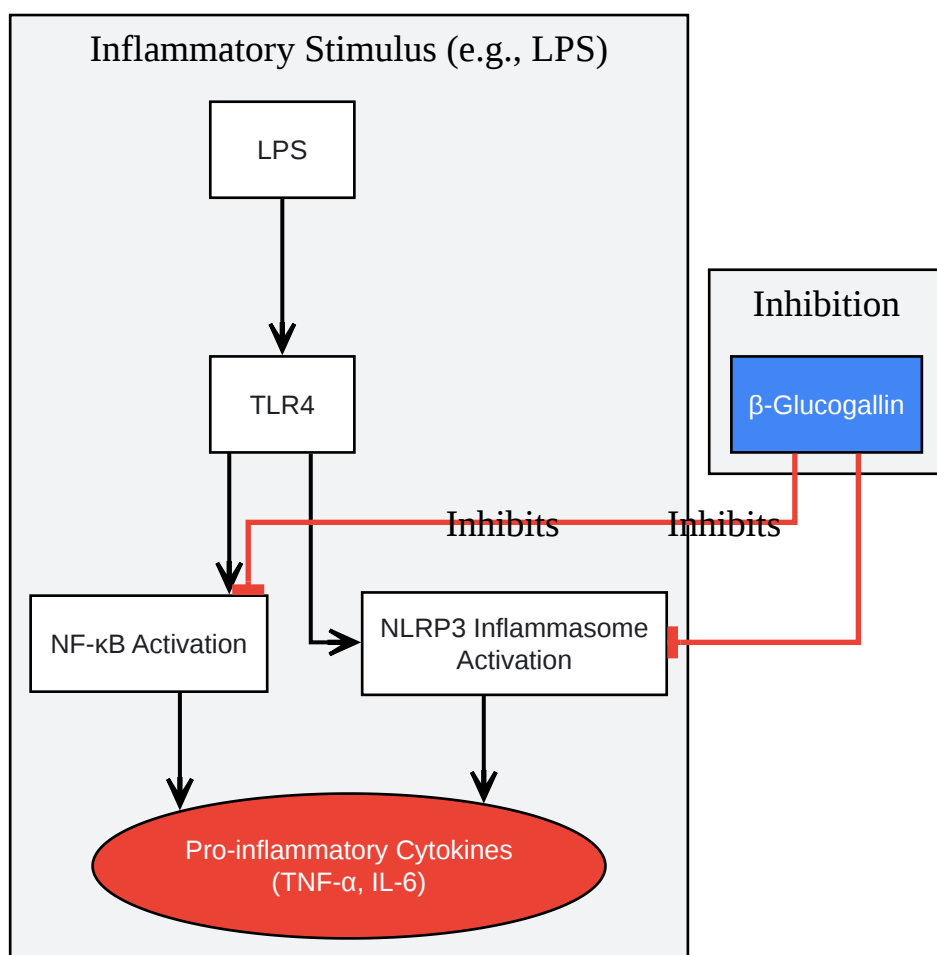 Inflammatory Stimulus (e.g., LPS)
LPS
Inhibition
TLR4
β-Glucogallin
Inhibits
Inhibits
NF-κB Activation
NLRP3 Inflammasome
Activation
Pro-inflammatory Cytokines
(TNF-α, IL-6)